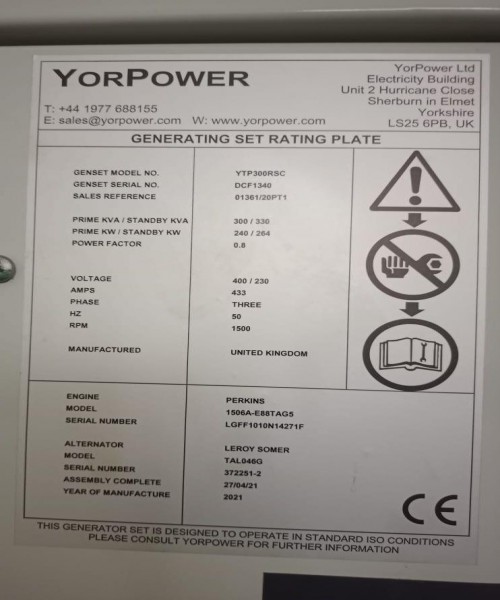 YORPOWER
T: +44 1977 688155
E: sales@yorpower.com W: www.yorpower.com
YorPower Ltd
Electricity Building
Unit 2 Hurricane Close
Sherburn in Elmet
Yorkshire
LS25 6PB, UK
GENERATING SET RATING PLATE
GENSET MODEL NO. YTP300RSC
GENSET SERIAL NO. DCF1340
SALES REFERENCE 01361/20PT1
PRIME KVA / STANDBY KVA 300 / 330
PRIME KW / STANDBY KW 240 / 264
POWER FACTOR 0.8
VOLTAGE 400 / 230
AMPS 433
PHASE THREE
HZ 50
RPM 1500
MANUFACTURED UNITED KINGDOM
ENGINE PERKINS
MODEL 1506A-E88TAG5
SERIAL NUMBER LGFF1010N14271F
ALTERNATOR LEROY SOMER
MODEL TAL046G
SERIAL NUMBER 372251-2
ASSEMBLY COMPLETE 27/04/21
YEAR OF MANUFACTURE 2021
CE
THIS GENERATOR SET IS DESIGNED TO OPERATE IN STANDARD ISO CONDITIONS
PLEASE CONSULT YORPOWER FOR FURTHER INFORMATION